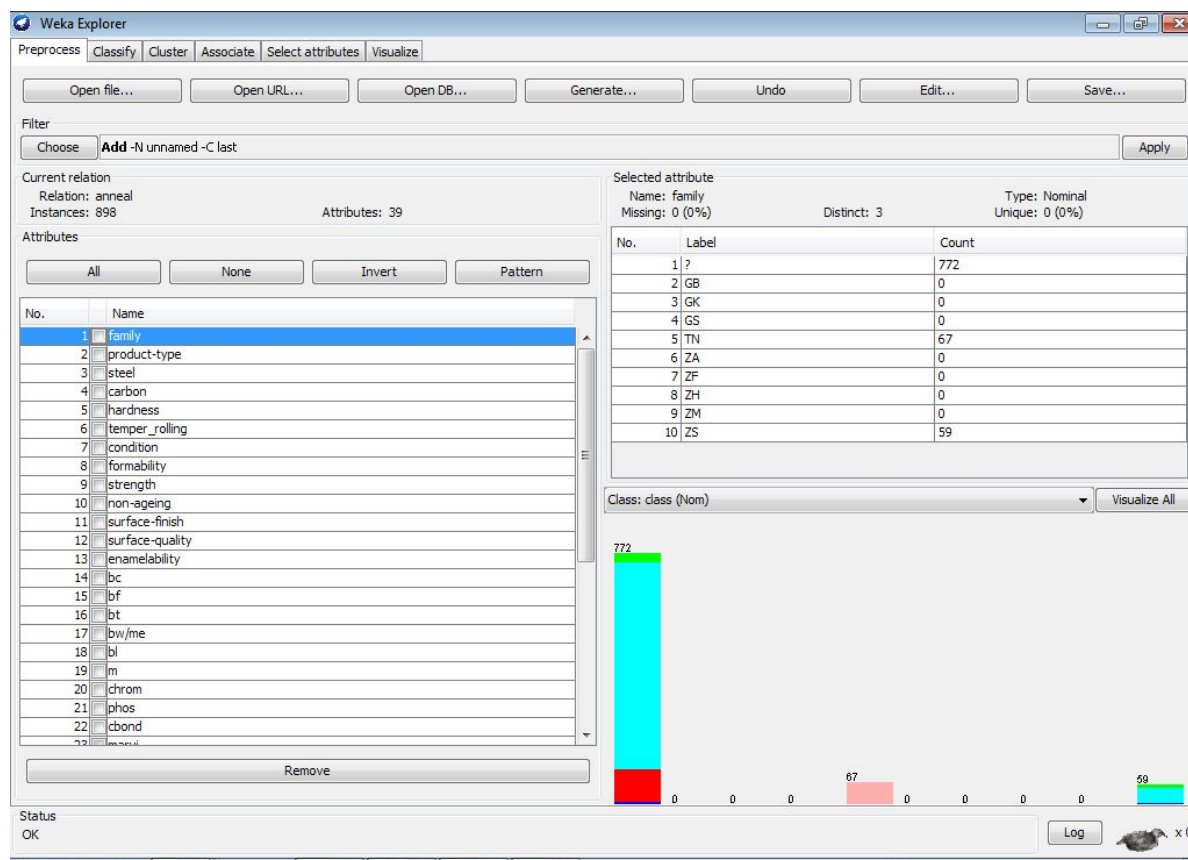 Weka Explorer
Preprocess Classify Cluster Associate Select attributes Visualize
Open file... Open URL... Open DB... Generate... Undo Edit... Save...
Filter
Choose Add -N unnamed -C last Apply
Current relation
Relation: anneal
Instances: 898 Attributes: 39
Attributes
All None Invert Pattern
No. Name
1 family
2 product-type
3 steel
4 carbon
5 hardness
6 temper_rolling
7 condition
8 formability
9 strength
10 non-ageing
11 surface-finish
12 surface-quality
13 enamelability
14 bc
15 bf
16 bt
17 bw/me
18 bl
19 m
20 chrom
21 phos
22 cbond
Remove
Selected attribute
Name: family Type: Nominal
Missing: 0 (0%) Distinct: 3 Unique: 0 (0%)
No. Label Count
1 ? 772
2 GB 0
3 GK 0
4 GS 0
5 TN 67
6 ZA 0
7 ZF 0
8 ZH 0
9 ZM 0
10 ZS 59
Class: class (Nom) Visualize All
772
0 0 0 67 0 0 0 0 59
Status
OK Log x